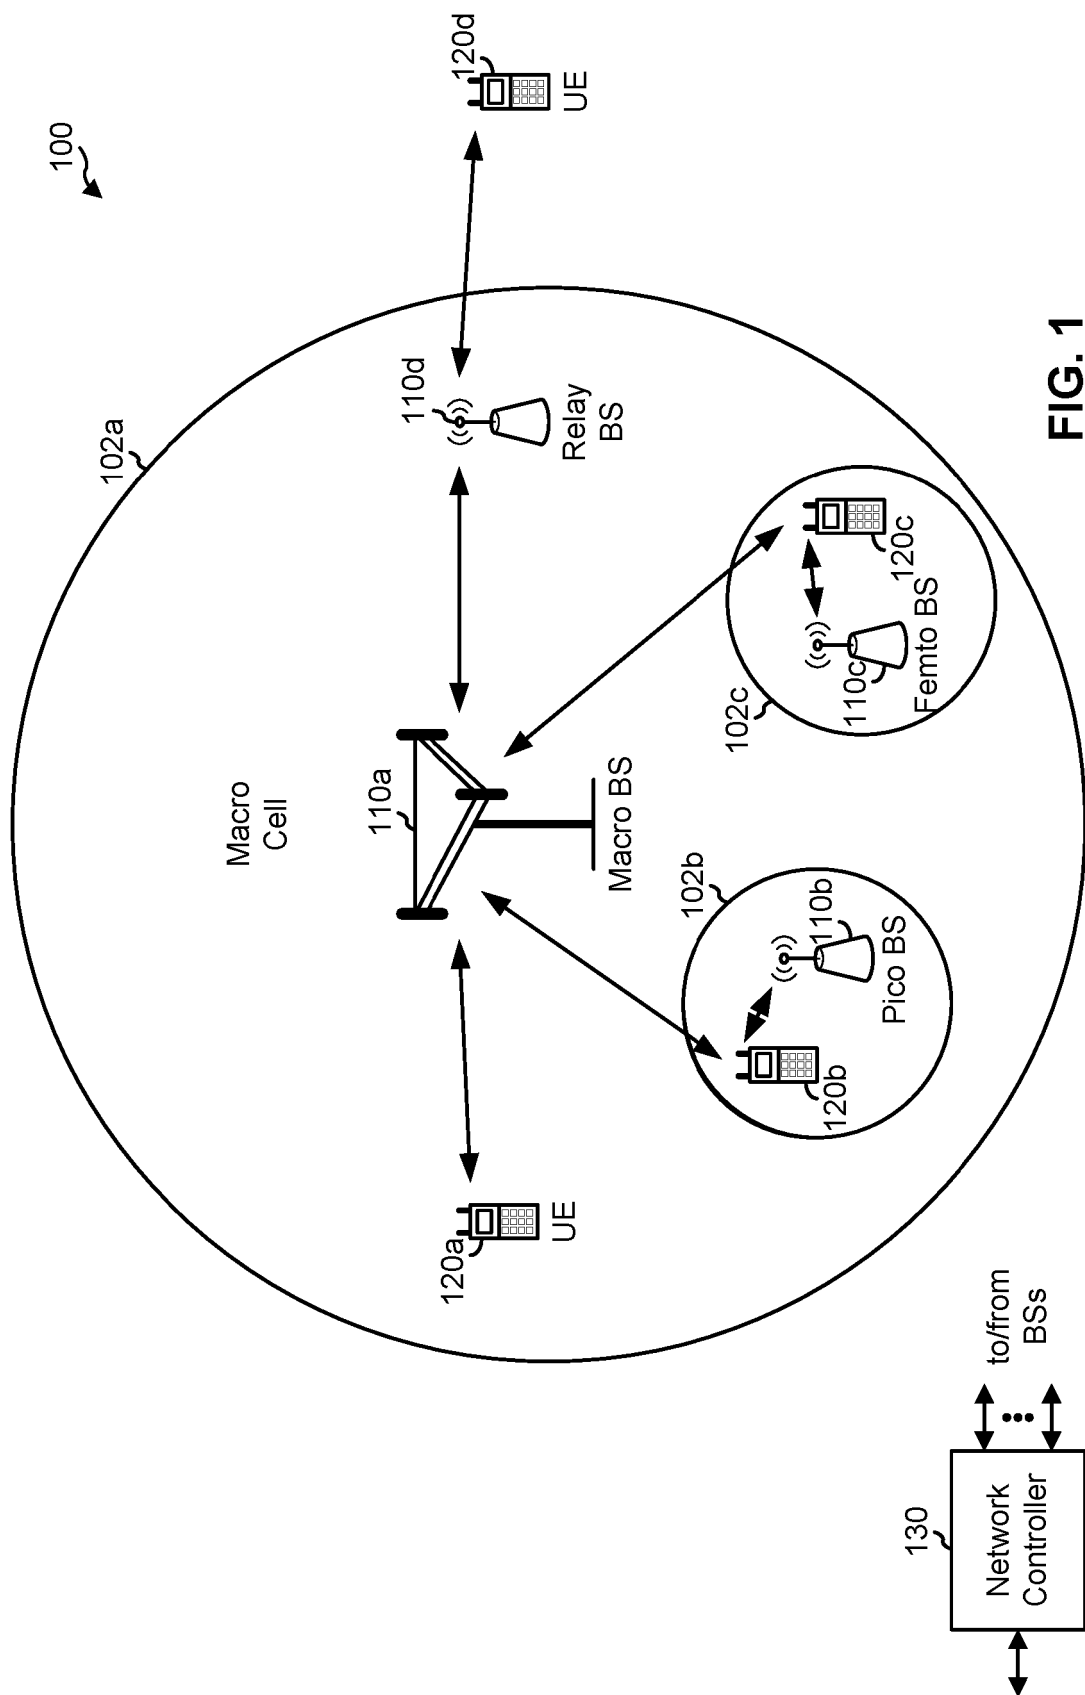 100
102a
Macro
Cell
110a
Macro BS
110d
Relay
BS
120d
UE
120a
UE
102b
110b
Pico BS
120b
102c
110c
Femto BS
120c
130
Network
Controller
to/from
BSs
FIG. 1